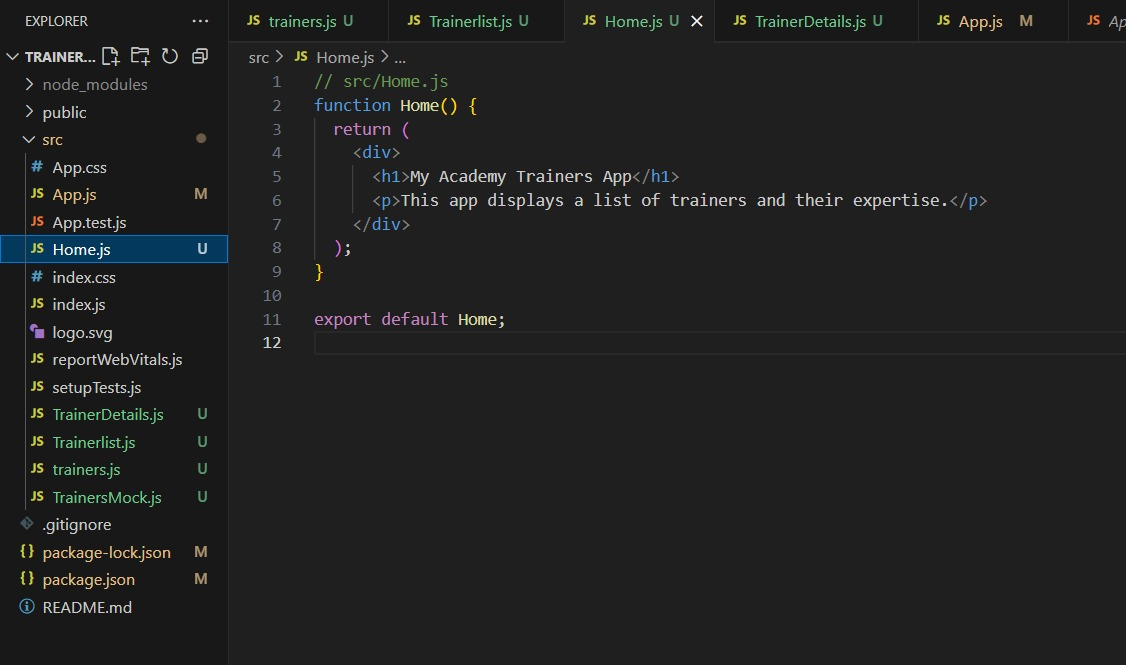 EXPLORER
TRAINER...
node_modules
public
src
# App.css
JS App.js M
JS App.test.js
JS Home.js U
# index.css
JS index.js
logo.svg
JS reportWebVitals.js
JS setupTests.js
JS TrainerDetails.js U
JS Trainerlist.js U
JS trainers.js U
JS TrainersMock.js U
.gitignore
{} package-lock.json M
{} package.json M
README.md
JS trainers.js U JS Trainerlist.js U JS Home.js U JS TrainerDetails.js U JS App.js M JS Ap
src > JS Home.js > ...
1 // src/Home.js
2 function Home() {
3 return (
4 <div>
5 <h1>My Academy Trainers App</h1>
6 <p>This app displays a list of trainers and their expertise.</p>
7 </div>
8 );
9 }
10
11 export default Home;
12